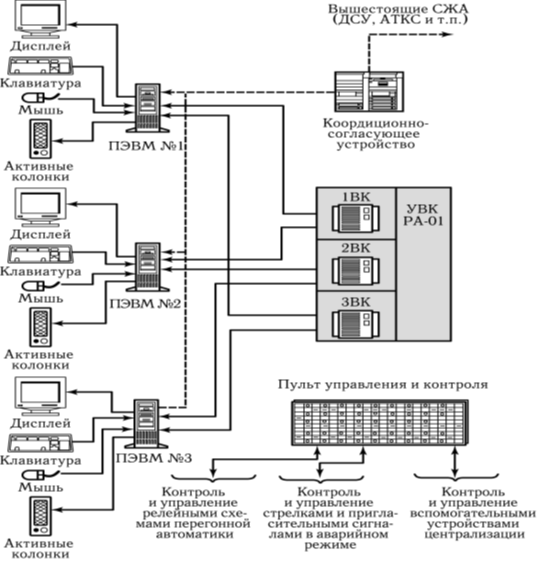 Вышестоящие СЖА
(ДСУ, АТКС и т.п.)
Дисплей
Клавиатура
Мышь
Активные
колонки
ПЭВМ №1
Координационно-
согласующее
устройство
1ВК
УВК
РА-01
2ВК
3ВК
Дисплей
Клавиатура
Мышь
Активные
колонки
ПЭВМ №2
Дисплей
Клавиатура
Мышь
Активные
колонки
ПЭВМ №3
Пульт управления и контроля
Контроль
и управление
релейными схе-
мами перегонной
автоматики
Контроль
и управление
стрелками и пригла-
сительными сигна-
лами в аварийном
режиме
Контроль
и управление
вспомогательными
устройствами
централизации